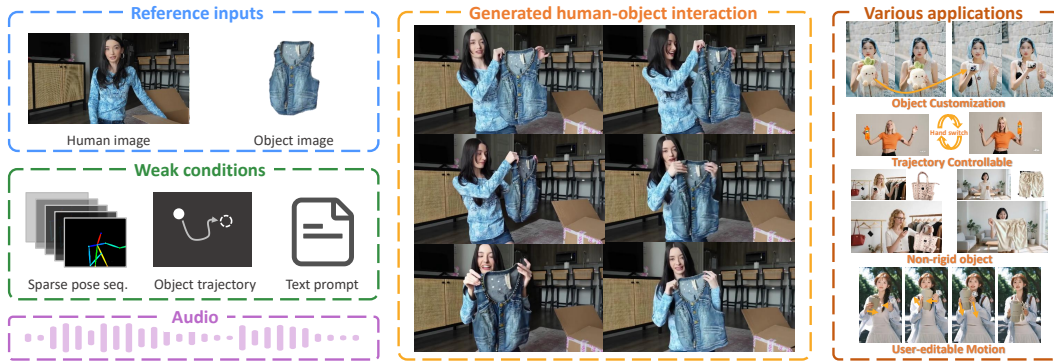 Reference inputs
Human image
Object image
Weak conditions
Sparse pose seq.
Object trajectory
Text prompt
Audio
Generated human-object interaction
Various applications
Object Customization
Hand switch
Trajectory Controllable
Non-rigid object
User-editable Motion